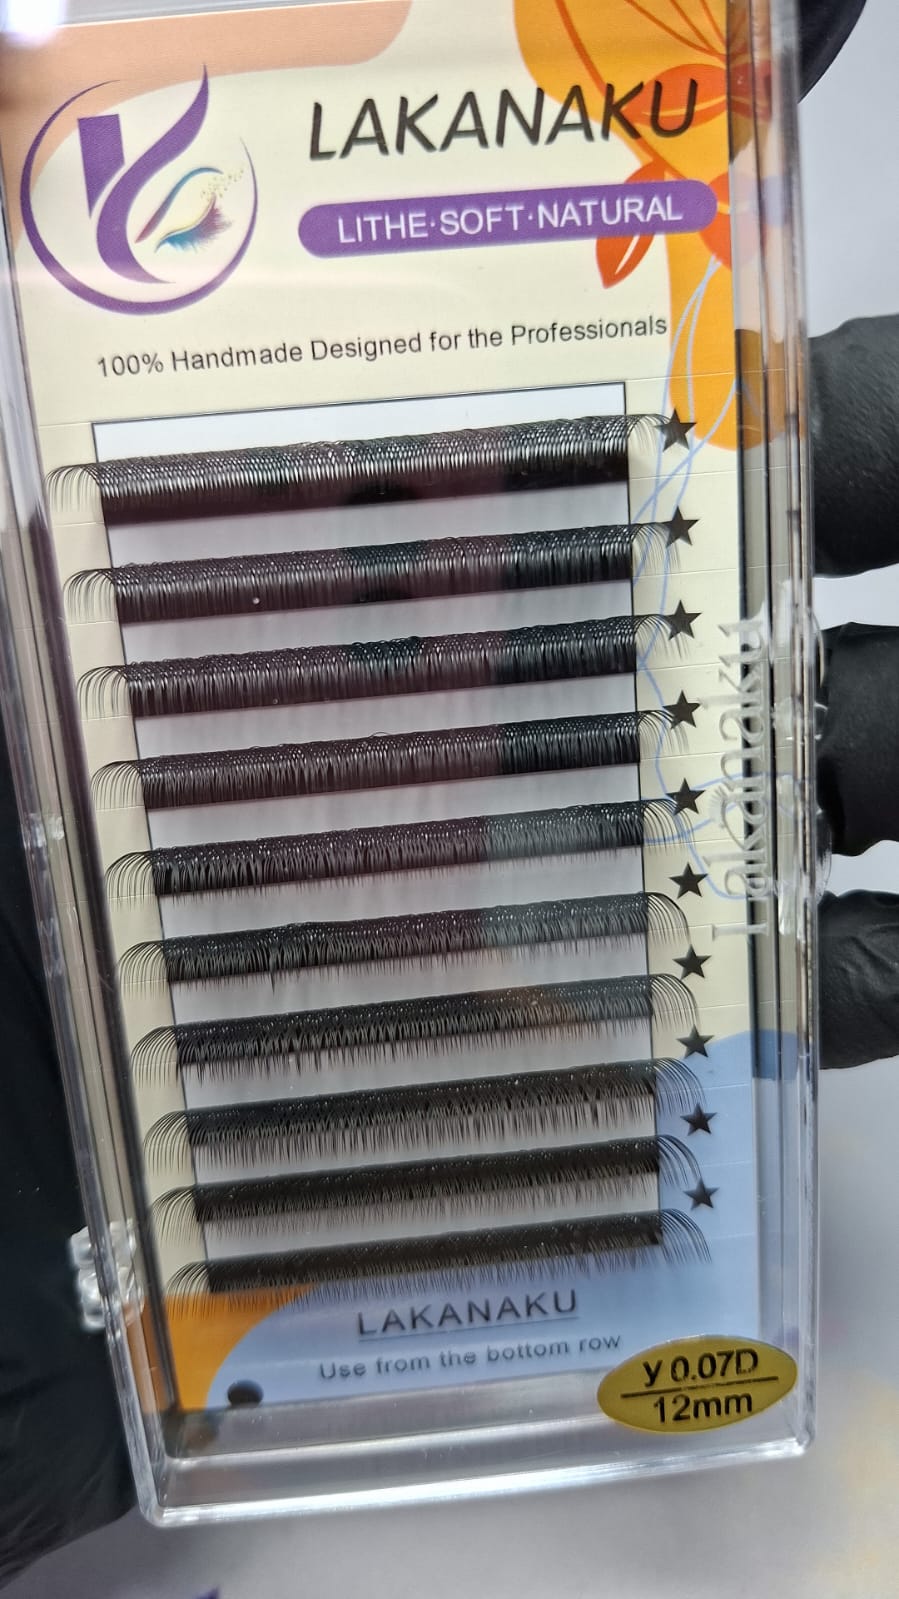 LAKANAKU
LITHE·SOFT·NATURAL
100% Handmade Designed for the Professionals
Lakanaku
LAKANAKU
Use from the bottom row
y 0.07D
12mm